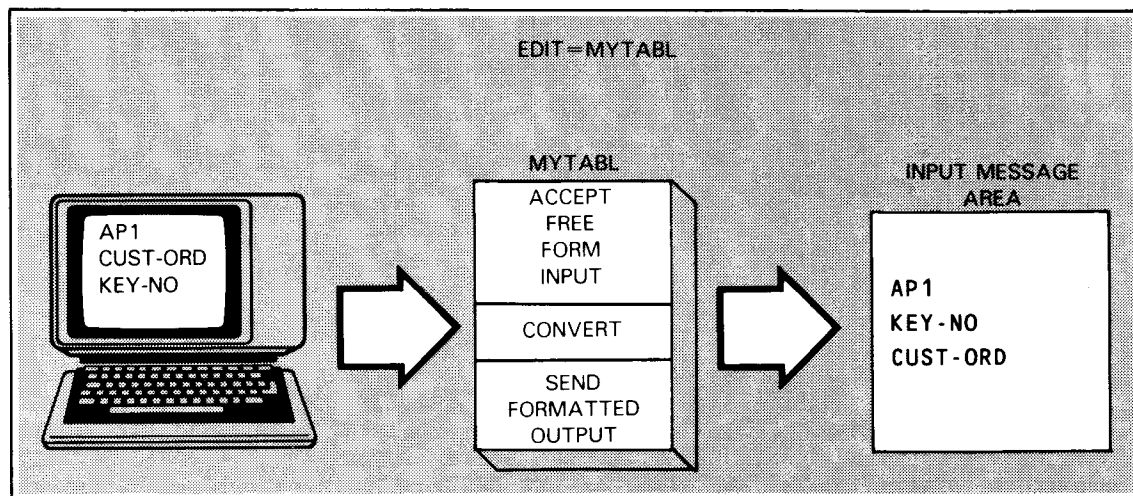 EDIT=MYTABL
AP1
CUST-ORD
KEY-NO
MYTABL
ACCEPT
FREE
FORM
INPUT
CONVERT
SEND
FORMATTED
OUTPUT
INPUT MESSAGE
AREA
AP1
KEY-NO
CUST-ORD